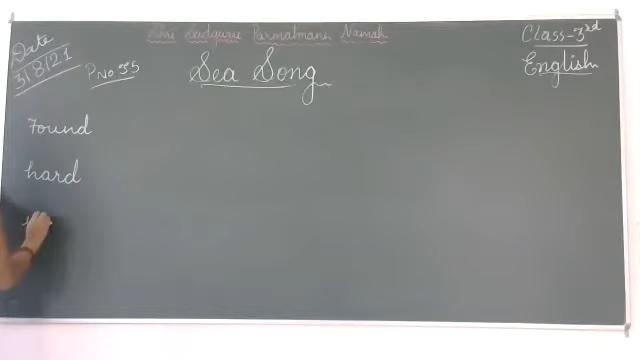 Shri Sadguru Parmatmane Namah
Class-3rd
Date
3/8/21
P No 35
Sea Song
English
Found
hard